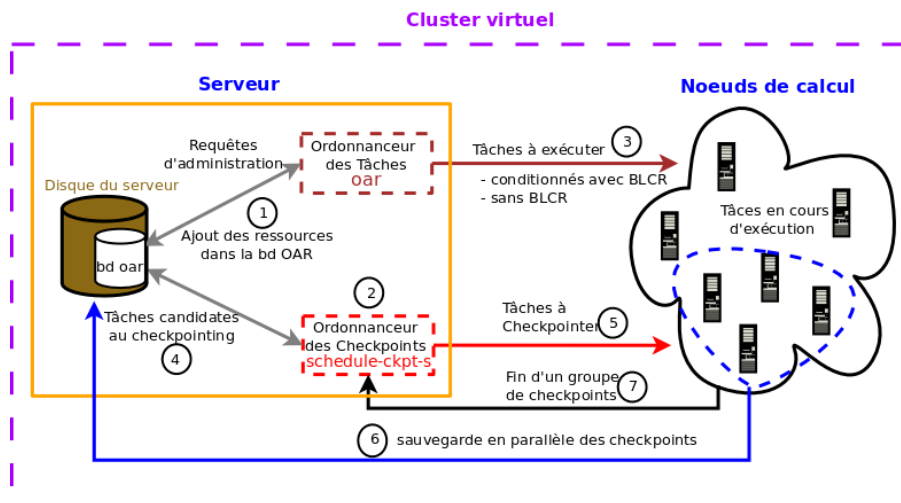 Cluster virtuel
Serveur
Noeuds de calcul
Requêtes
d'administration
Ordonnanceur
des Tâches
oar
Tâches à exécuter
3
- conditionnés avec BLCR
- sans BLCR
Disque du serveur
1
Ajout des ressources
dans la bd OAR
bd oar
Tâces en cours
d'exécution
2
Tâches candidates
au checkpointing
4
Ordonnanceur
des Checkpoints
schedule-ckpt-s
Tâches à
Checkpointer
5
Fin d'un groupe
de checkpoints
7
6
sauvegarde en parallèle des checkpoints